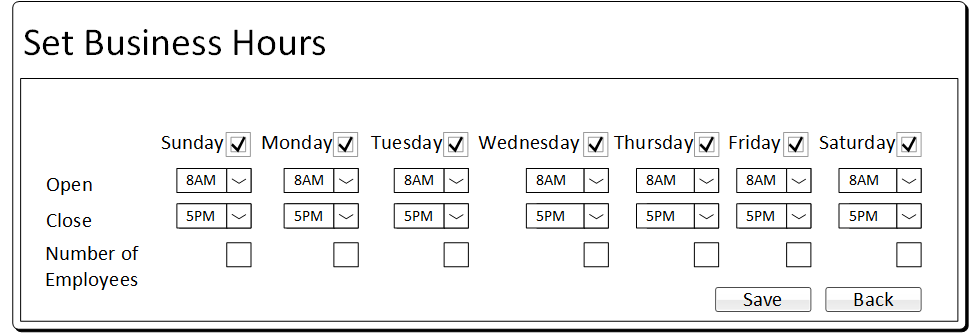 Set Business Hours
Sunday Monday Tuesday Wednesday Thursday Friday Saturday
Open 8AM 8AM 8AM 8AM 8AM 8AM 8AM
Close 5PM 5PM 5PM 5PM 5PM 5PM 5PM
Number of
Employees
Save Back